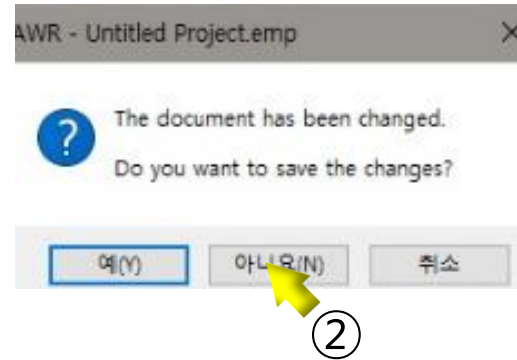 AWR - Untitled Project.emp
The document has been changed.
Do you want to save the changes?
예(Y) 아니요(N) 취소
②